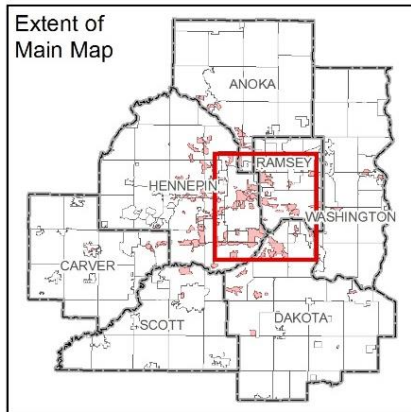 Extent of
Main Map
ANOKA
RAMSEY
HENNEPIN
WASHINGTON
CARVER
SCOTT
DAKOTA